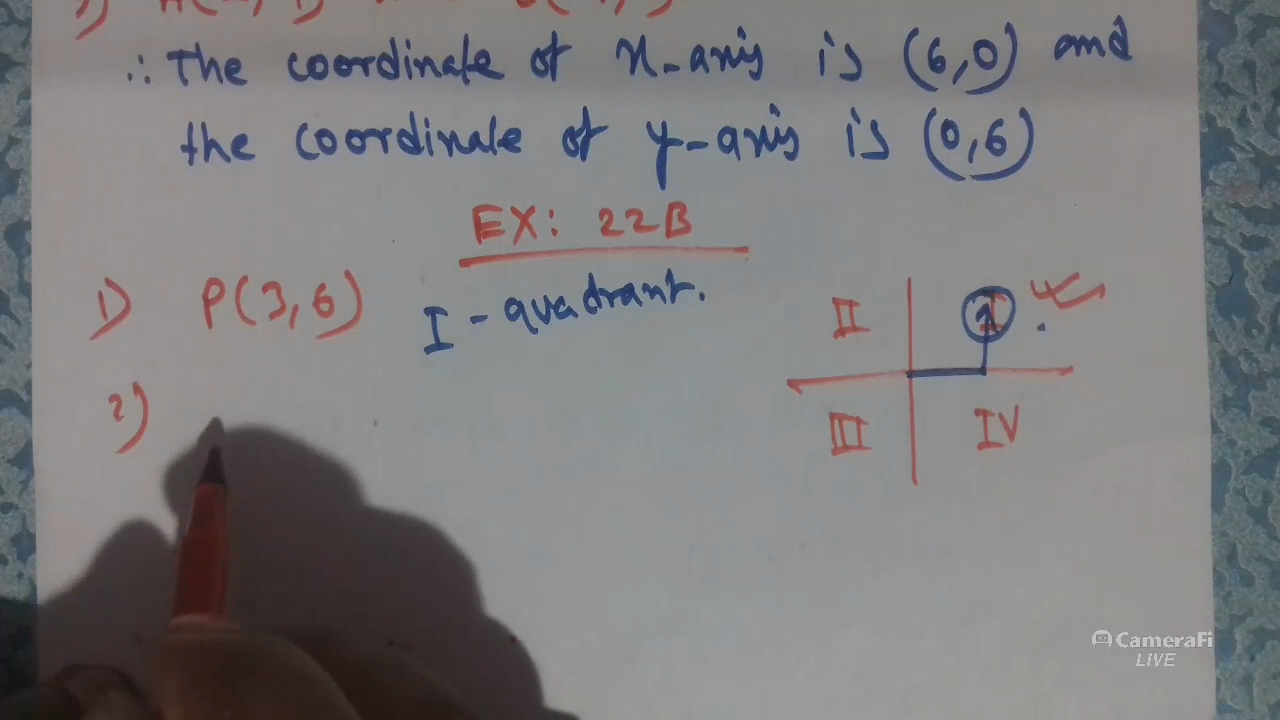 ∴ The coordinate of x-axis is (6,0) and
the coordinate of y-axis is (0,6)
EX: 22B
1) P(3,6) I - quadrant.
II I
III IV
2)
CameraFi
LIVE